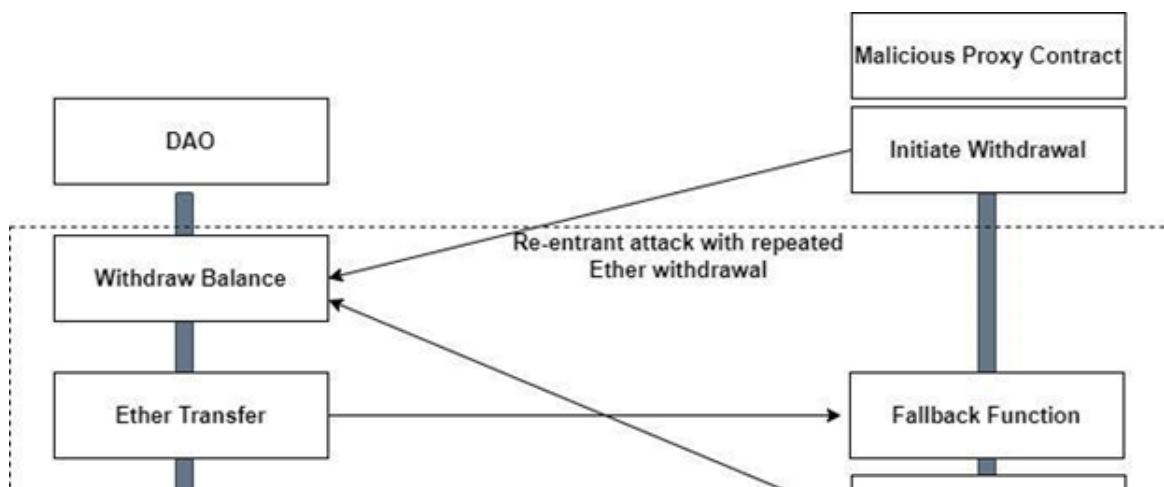 Malicious Proxy Contract
DAO
Initiate Withdrawal
Re-entrant attack with repeated
Ether withdrawal
Withdraw Balance
Ether Transfer
Fallback Function